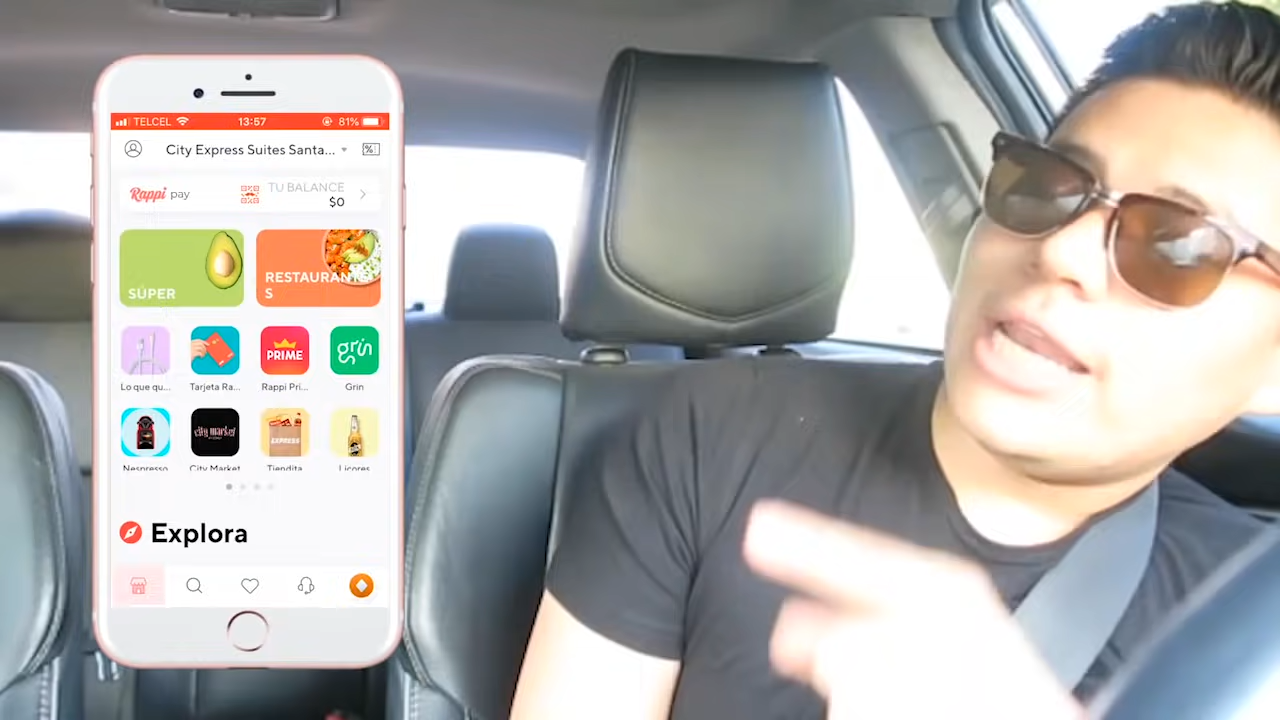 TELCEL 13:57 81%
City Express Suites Santa...
%
Rappi pay
TU BALANCE
$0
SÚPER
RESTAURANTE
S
PRIME
grin
Lo que qu...
Tarjeta Ra...
Rappi Pri...
Grin
city market
EXPRESS
Nespresso
City Market
Tiendita
Licores
Explora